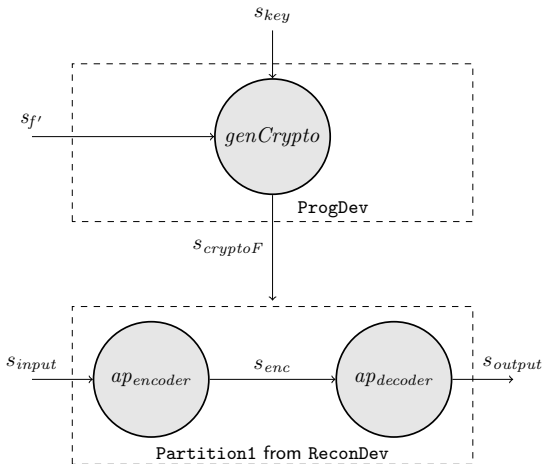 s_key
s_f'
genCrypto
ProgDev
s_cryptoF
s_input
ap_encoder
s_enc
ap_decoder
s_output
Partition1 from ReconDev